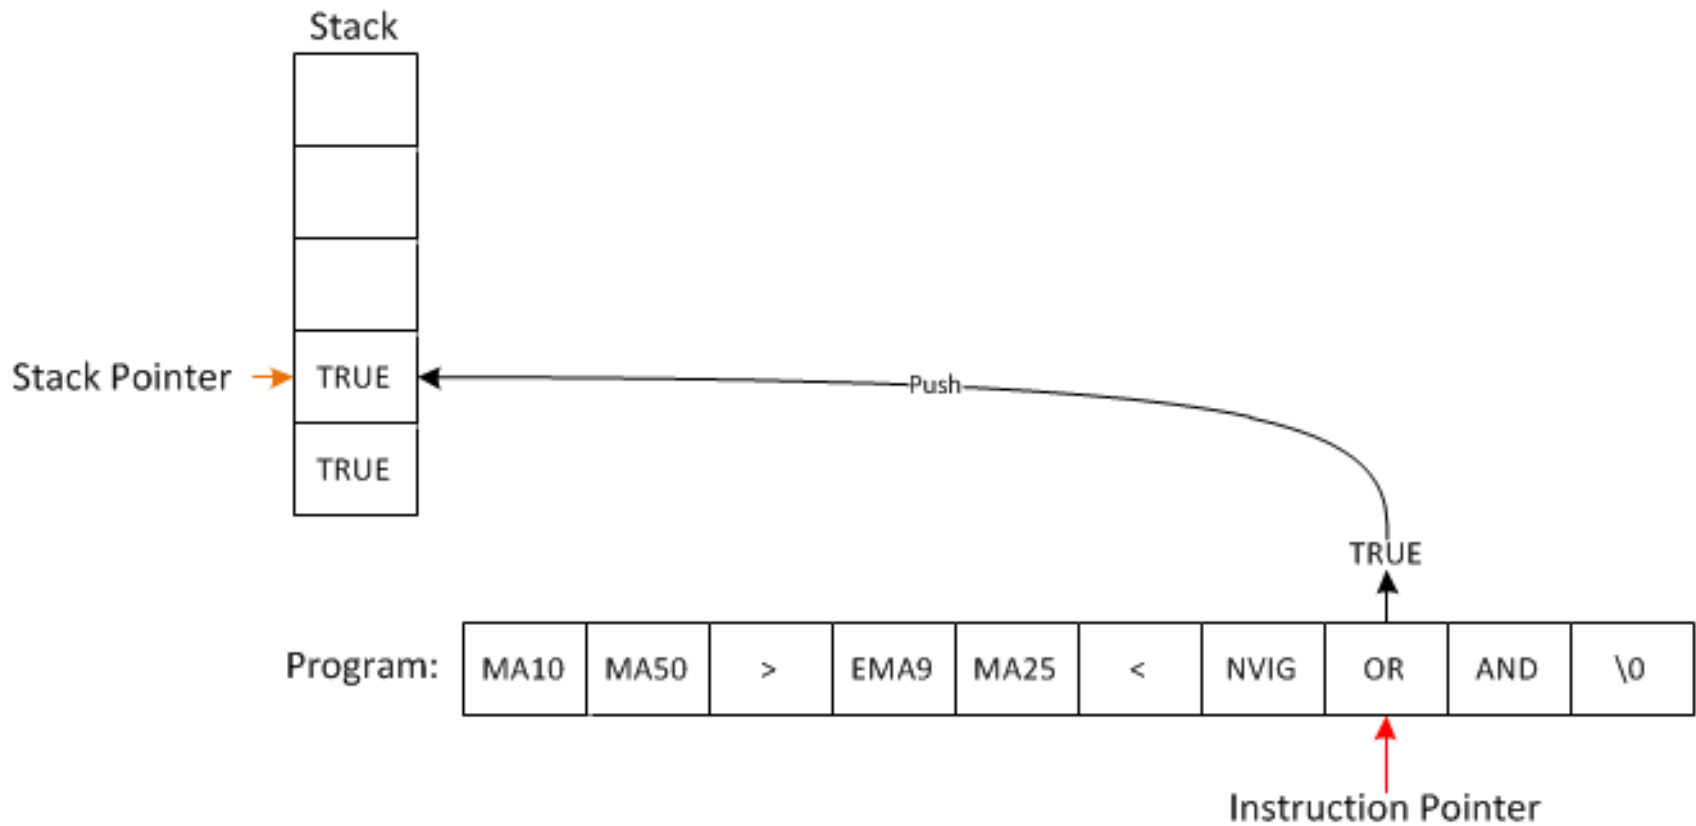 Stack
Stack Pointer
TRUE
Push
TRUE
TRUE
Program: MA10 MA50 > EMA9 MA25 < NVIG OR AND \0
Instruction Pointer